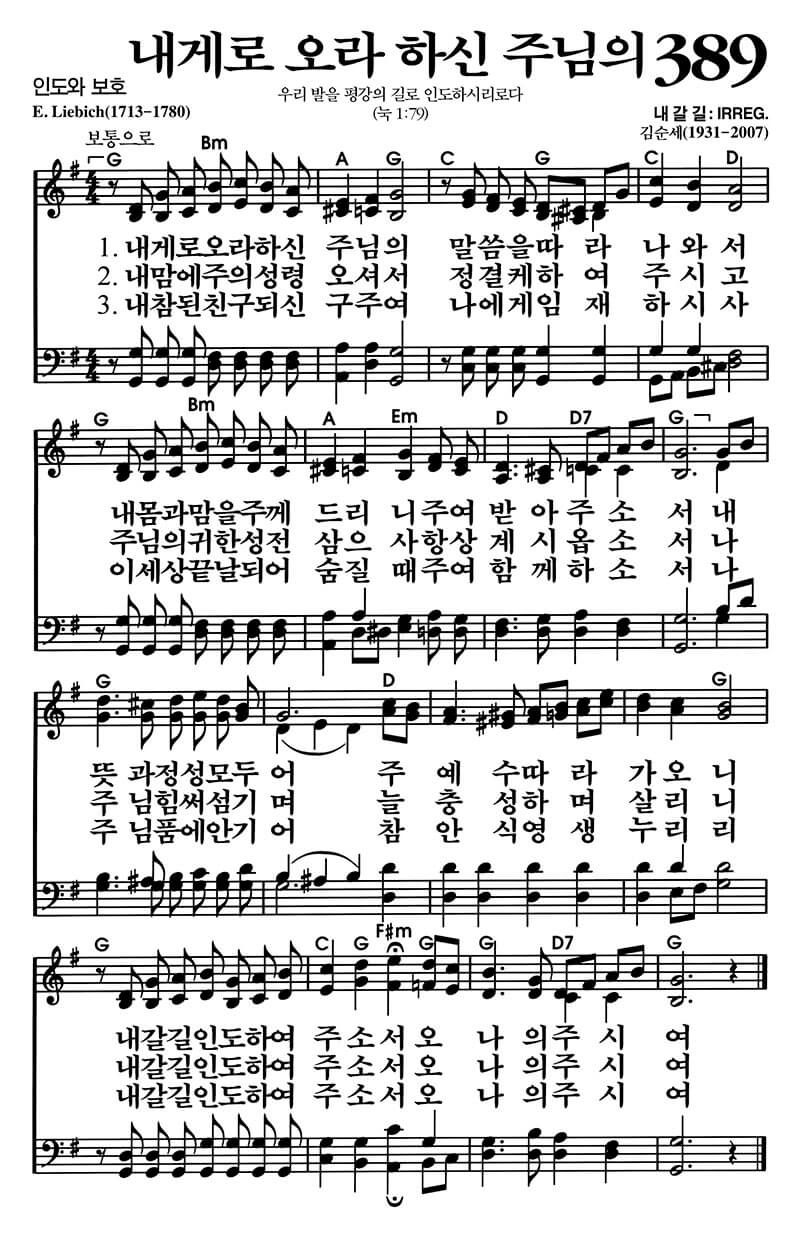 내게로 오라 하신 주님의 389
인도와 보호
우리 발을 평강의 길로 인도하시리로다
E. Liebich(1713-1780)
(눅 1:79)
내 갈 길: IRREG.
김순세(1931-2007)
보통으로
G Bm A G C G C D
1. 내게로오라하신 주님의 말씀을따 라 나 와 서
2. 내맘에주의성령 오셔서 정결케하 여 주 시 고
3. 내참된친구되신 구주여 나에게임 재 하 시 사
G Bm A Em D D7 G
내몸과맘을주께 드리 니주여 받 아 주 소 서 내
주님의귀한성전 삼으 사항상 계 시 옵 소 서 나
이세상끝날되어 숨질 때주여 함 께 하 소 서 나
G D G
뜻 과정성모두 어 주 예 수따 라 가 오 니
주 님힘써섬기 며 늘 충 성하 며 살 리 니
주 님품에안기 어 참 안 식영 생 누 리 리
G C G F#m G G D7 G
내갈길인도하여 주 소 서 오 나 의주 시 여
내갈길인도하여 주 소 서 오 나 의주 시 여
내갈길인도하여 주 소 서 오 나 의주 시 여